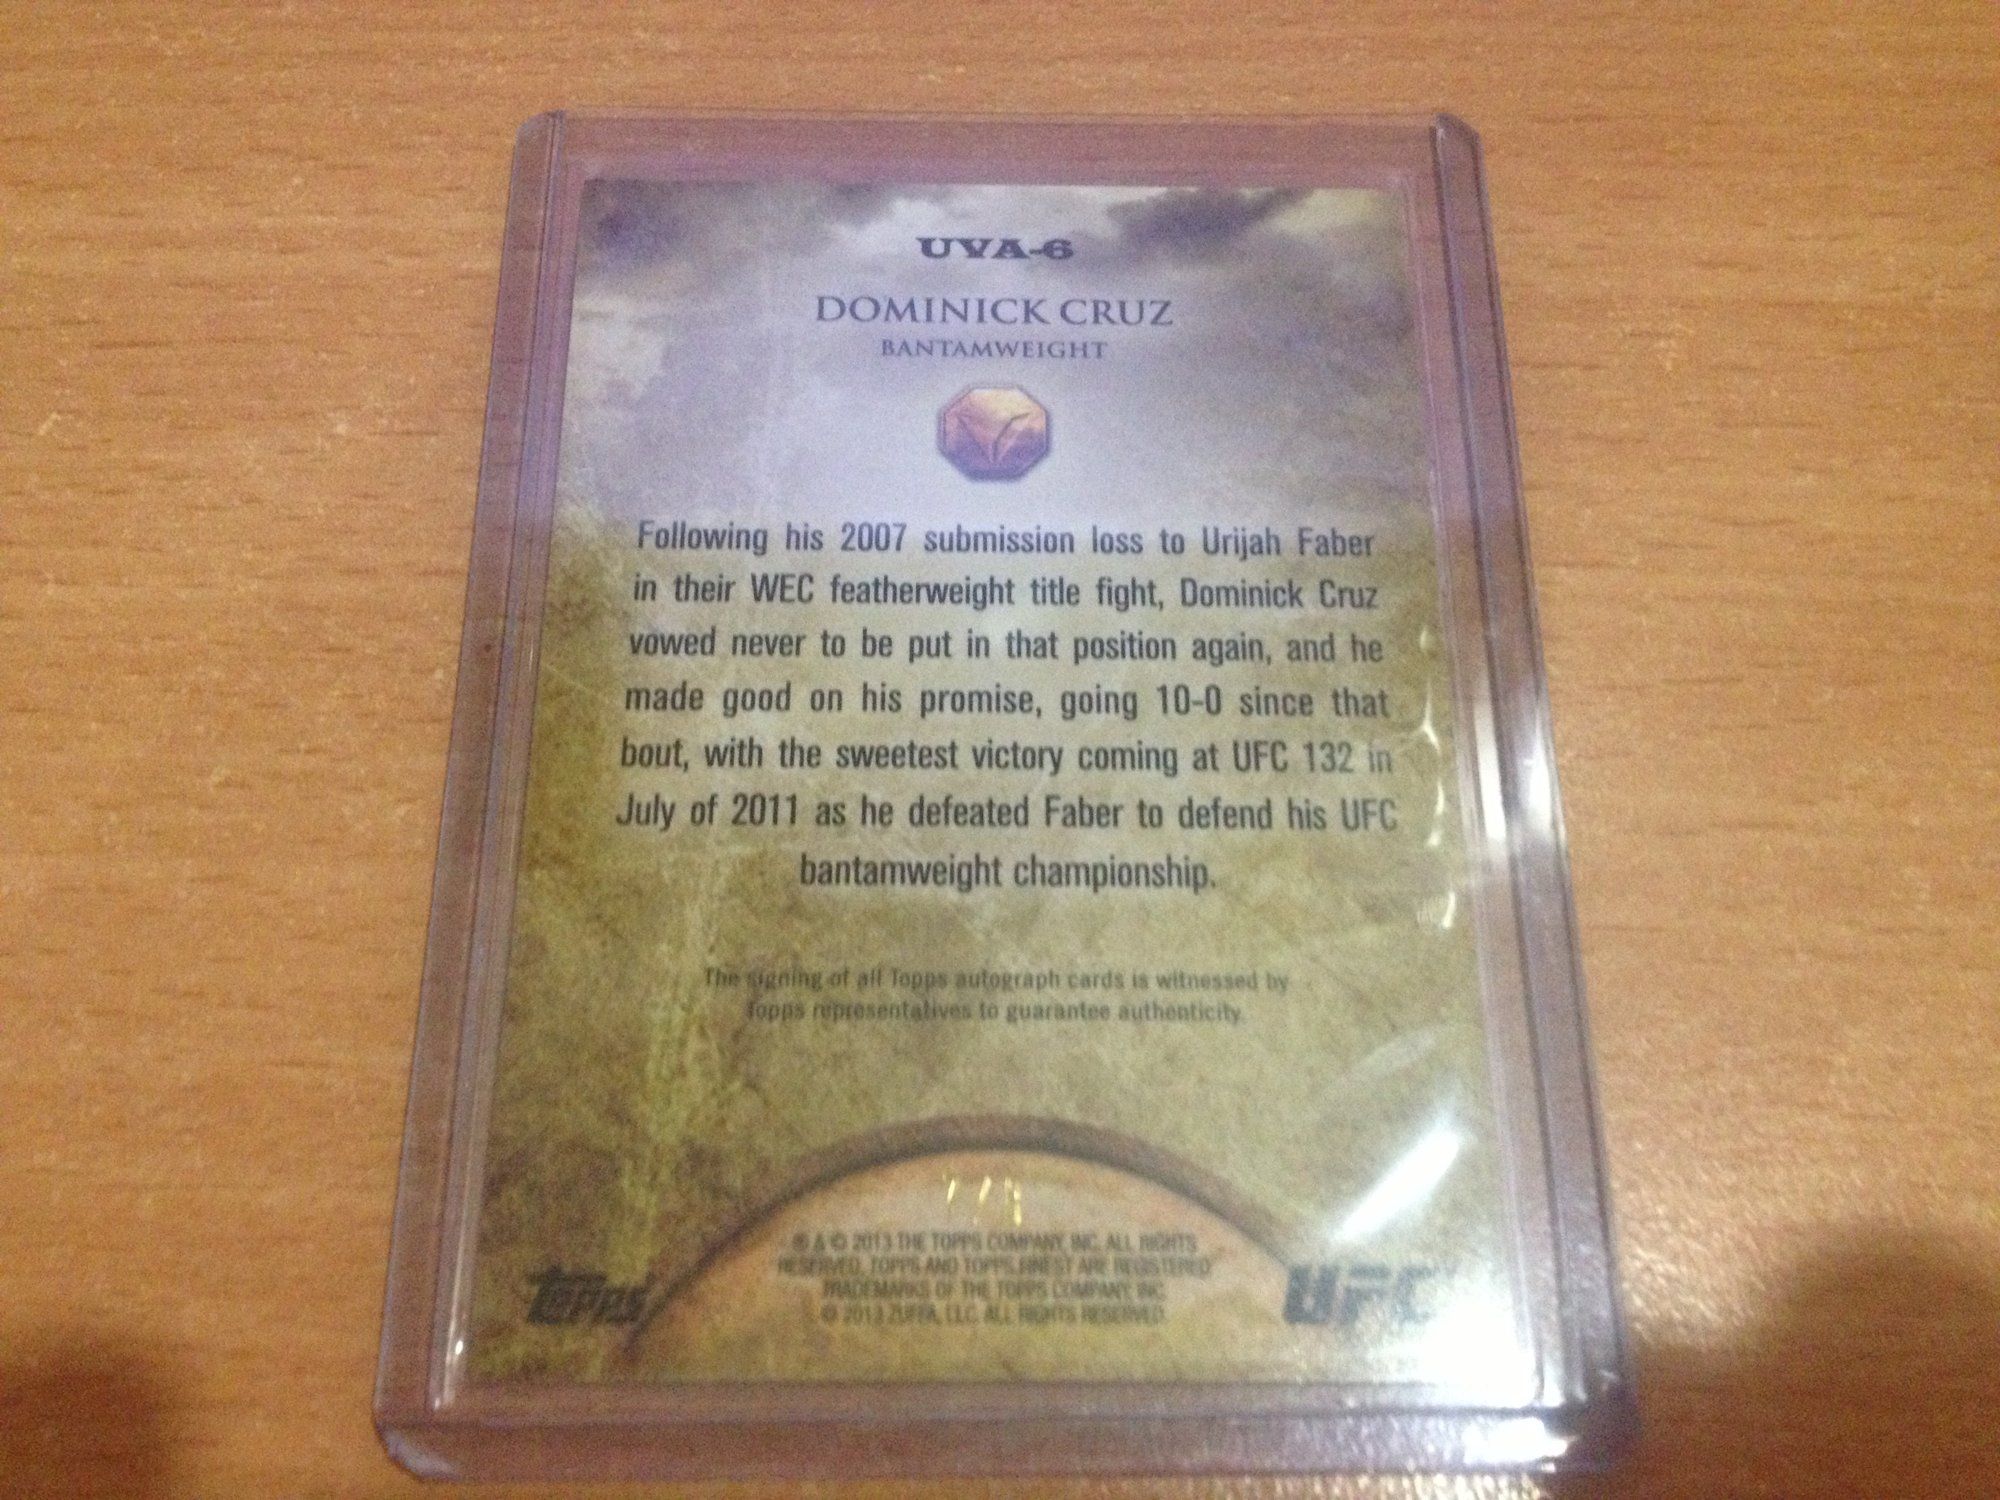 UVA-6
DOMINICK CRUZ
BANTAMWEIGHT
Following his 2007 submission loss to Urijah Faber
in their WEC featherweight title fight, Dominick Cruz
vowed never to be put in that position again, and he
made good on his promise, going 10-0 since that
bout, with the sweetest victory coming at UFC 132 in
July of 2011 as he defeated Faber to defend his UFC
bantamweight championship.
The signing of all Topps autograph cards is witnessed by
Topps representatives to guarantee authenticity.
® & © 2013 THE TOPPS COMPANY, INC. ALL RIGHTS
RESERVED. TOPPS AND TOPPS FINEST ARE REGISTERED
TRADEMARKS OF THE TOPPS COMPANY, INC.
© 2013 ZUFFA, LLC. ALL RIGHTS RESERVED.
Topps
UFC